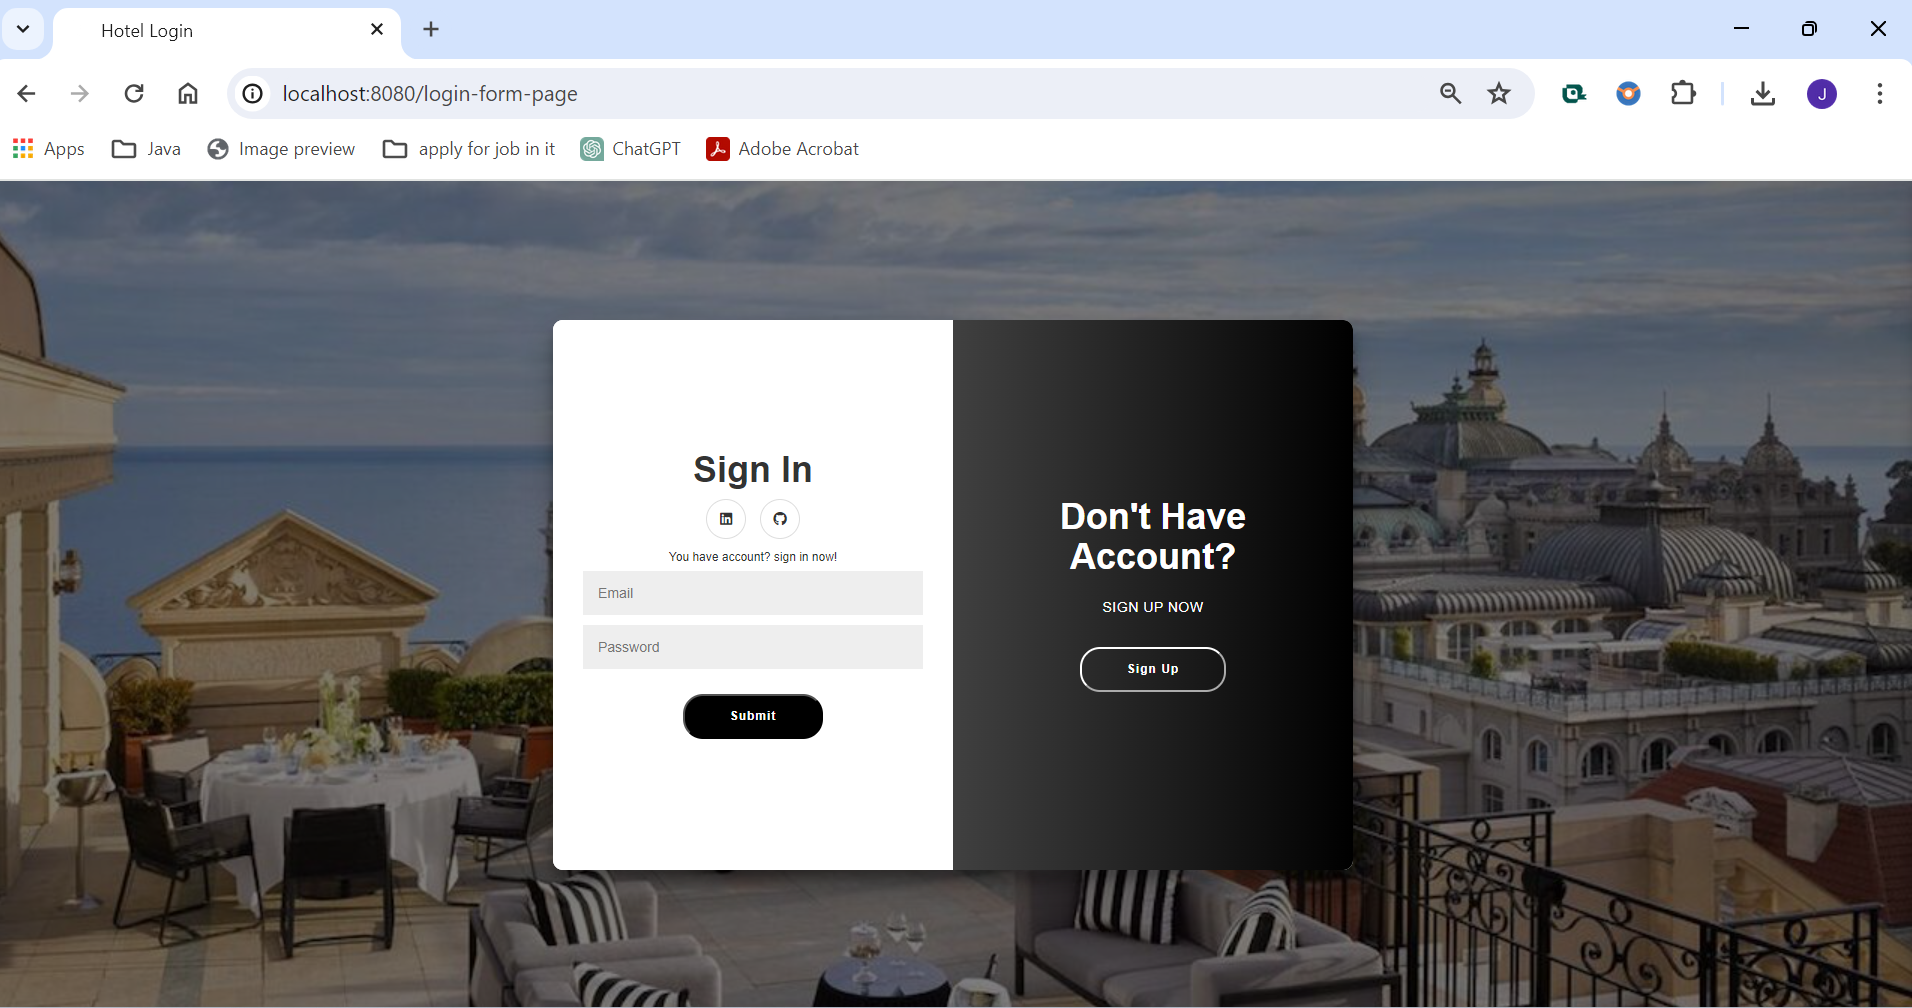 Hotel Login
localhost:8080/login-form-page
J
Apps
Java
Image preview
apply for job in it
ChatGPT
Adobe Acrobat
Sign In
You have account? sign in now!
Email
Password
Submit
Don't Have
Account?
SIGN UP NOW
Sign Up